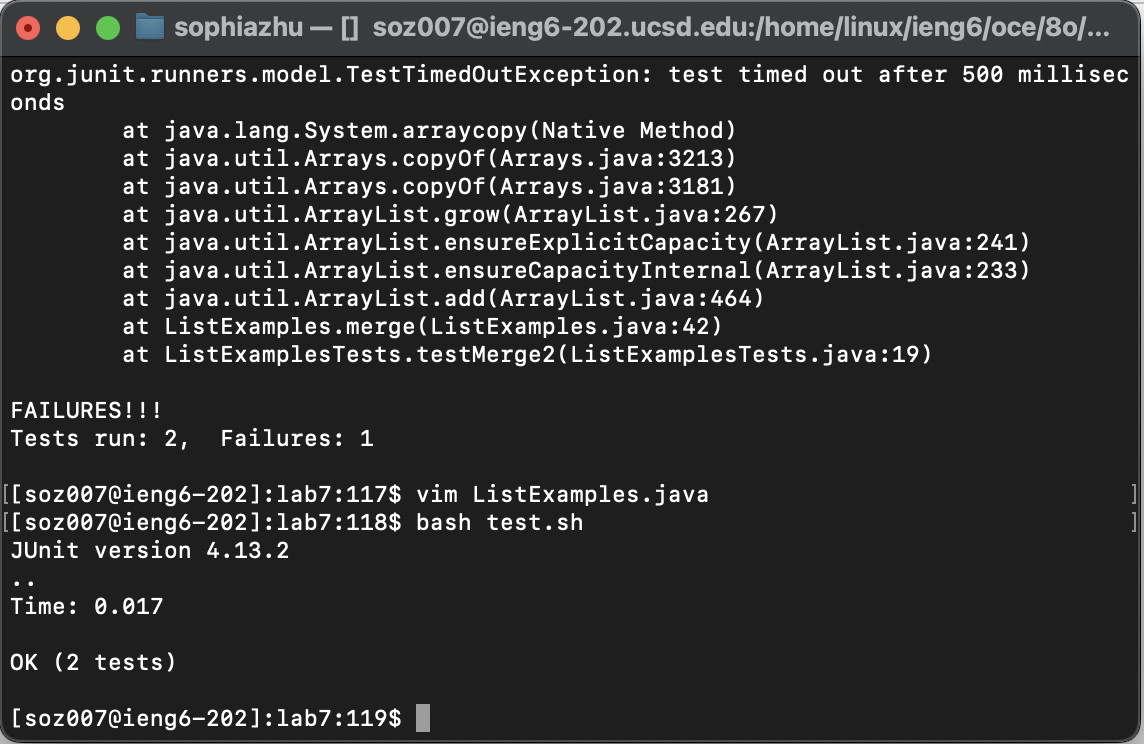 sophiazhu — [] soz007@ieng6-202.ucsd.edu:/home/linux/ieng6/oce/8o/...
org.junit.runners.model.TestTimedOutException: test timed out after 500 millisec
onds
        at java.lang.System.arraycopy(Native Method)
        at java.util.Arrays.copyOf(Arrays.java:3213)
        at java.util.Arrays.copyOf(Arrays.java:3181)
        at java.util.ArrayList.grow(ArrayList.java:267)
        at java.util.ArrayList.ensureExplicitCapacity(ArrayList.java:241)
        at java.util.ArrayList.ensureCapacityInternal(ArrayList.java:233)
        at java.util.ArrayList.add(ArrayList.java:464)
        at ListExamples.merge(ListExamples.java:42)
        at ListExamplesTests.testMerge2(ListExamplesTests.java:19)

FAILURES!!!
Tests run: 2,  Failures: 1

[[soz007@ieng6-202]:lab7:117$ vim ListExamples.java ]
[[soz007@ieng6-202]:lab7:118$ bash test.sh ]
JUnit version 4.13.2
..
Time: 0.017

OK (2 tests)

[soz007@ieng6-202]:lab7:119$